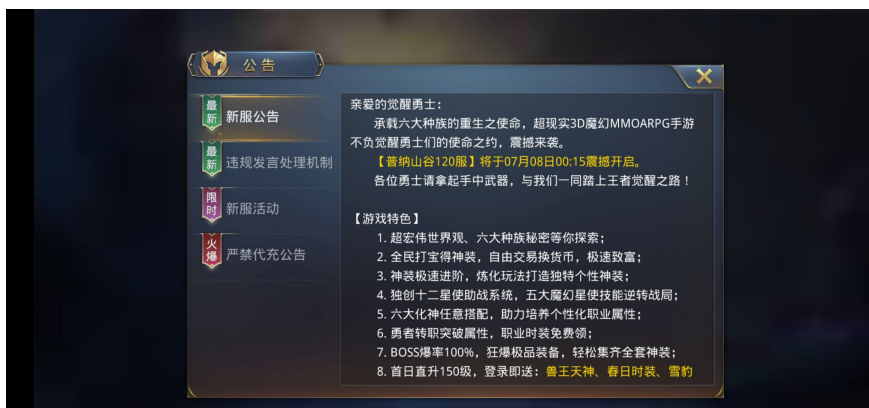 公告
最新
新服公告
最新
违规发言处理机制
限时
新服活动
火爆
严禁代充公告
亲爱的觉醒勇士：
承载六大种族的重生之使命，超现实3D魔幻MMOARPG手游
不负觉醒勇士们的使命之约，震撼来袭。
【普纳山谷120服】将于07月08日00:15震撼开启。
各位勇士请拿起手中武器，与我们一同踏上王者觉醒之路！
【游戏特色】
1. 超宏伟世界观、六大种族秘密等你探索；
2. 全民打宝得神装，自由交易换货币，极速致富；
3. 神装极速进阶，炼化玩法打造独特个性神装；
4. 独创十二星使助战系统，五大魔幻星使技能逆转战局；
5. 六大化神任意搭配，助力培养个性化职业属性；
6. 勇者转职突破属性，职业时装免费领；
7. BOSS爆率100%，狂爆极品装备，轻松集齐全套神装；
8. 首日直升150级，登录即送：兽王天神、春日时装、雪豹